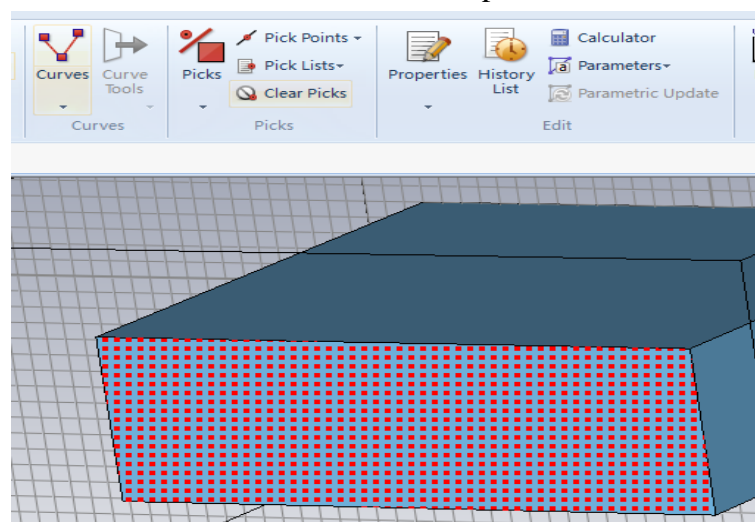 Curves
Curve
Tools
Curves
Picks
Pick Points
Pick Lists
Clear Picks
Picks
Properties
History
List
Calculator
Parameters
Parametric Update
Edit